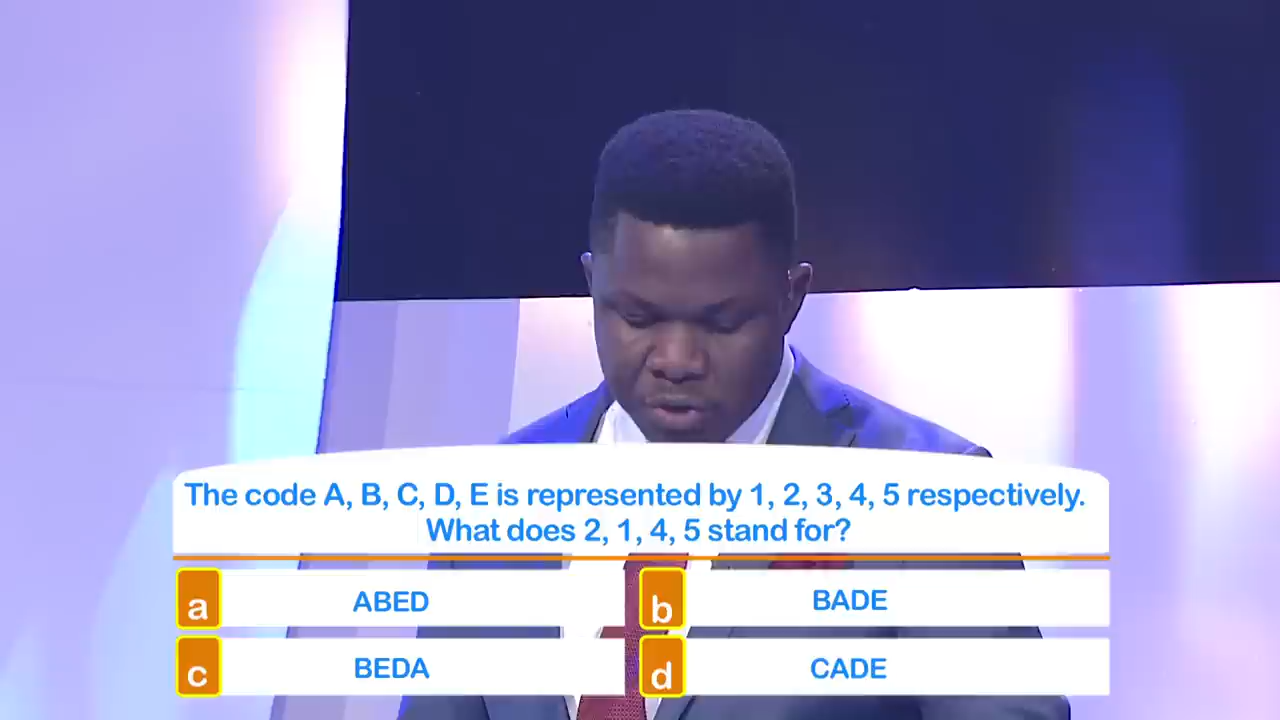 The code A, B, C, D, E is represented by 1, 2, 3, 4, 5 respectively.
What does 2, 1, 4, 5 stand for?
a ABED
b BADE
c BEDA
d CADE